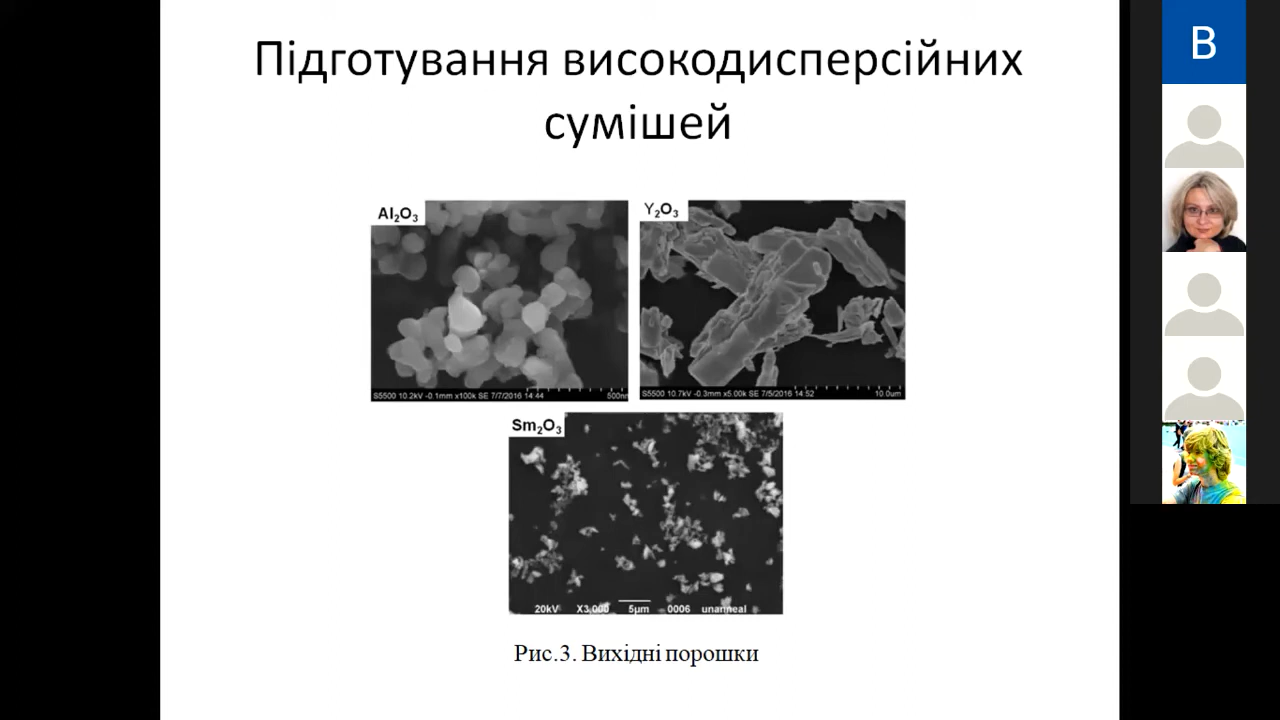 Підготування високодисперсійних
сумішей
Al₂O₃
Y₂O₃
S5500 10.2kV -0.1mm x100k SE 7/7/2016 14:44 500nm
S5500 10.7kV -0.3mm x5.00k SE 7/5/2016 14:52 10.0um
Sm₂O₃
20kV X3,000 5µm 0006 unanneal
Рис.3. Вихідні порошки
B